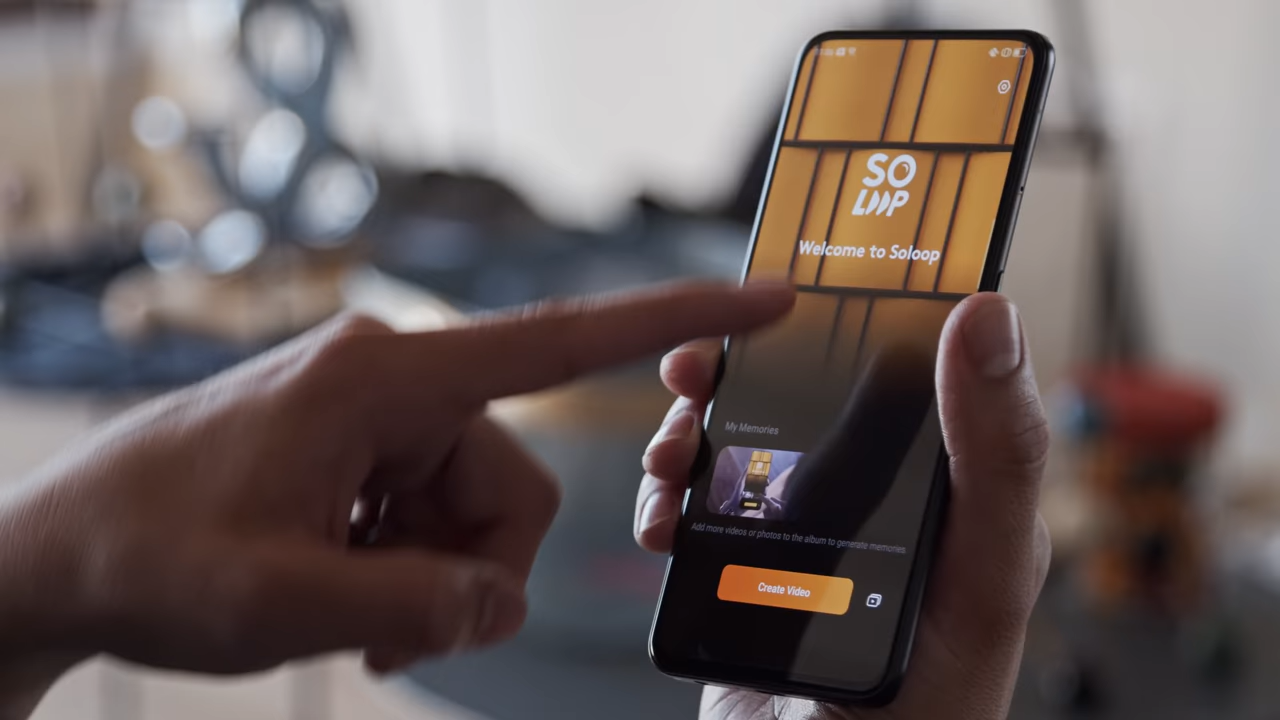 SO
LOOP
Welcome to Soloop
My Memories
Add more videos or photos to the album to generate memories.
Create Video